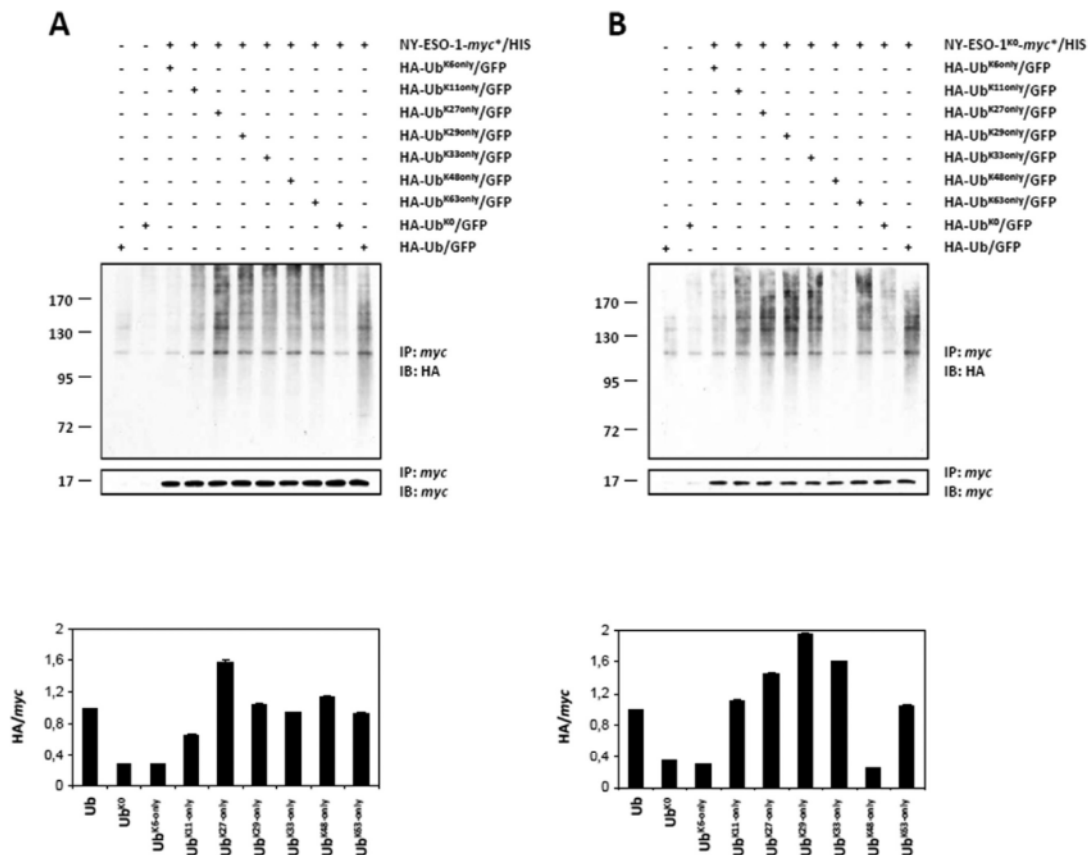 A
- - + + + + + + + + + NY-ESO-1-myc*/HIS
- - + - - - - - - - - HA-Ub^K6only/GFP
- - - + - - - - - - - HA-Ub^K11only/GFP
- - - - + - - - - - - HA-Ub^K27only/GFP
- - - - - + - - - - - HA-Ub^K29only/GFP
- - - - - - + - - - - HA-Ub^K33only/GFP
- - - - - - - + - - - HA-Ub^K48only/GFP
- - - - - - - - + - - HA-Ub^K63only/GFP
- + - - - - - - - + - HA-Ub^K0/GFP
+ - - - - - - - - - + HA-Ub/GFP
170
130
95
72
IP: myc
IB: HA
17
IP: myc
IB: myc
HA/myc
2
1,6
1,2
0,8
0,4
0
Ub
Ub^K0
Ub^K6-only
Ub^K11-only
Ub^K27-only
Ub^K29-only
Ub^K33-only
Ub^K48-only
Ub^K63-only
B
- - + + + + + + + + + NY-ESO-1^K0-myc*/HIS
- - + - - - - - - - - HA-Ub^K6only/GFP
- - - + - - - - - - - HA-Ub^K11only/GFP
- - - - + - - - - - - HA-Ub^K27only/GFP
- - - - - + - - - - - HA-Ub^K29only/GFP
- - - - - - + - - - - HA-Ub^K33only/GFP
- - - - - - - + - - - HA-Ub^K48only/GFP
- - - - - - - - + - - HA-Ub^K63only/GFP
- + - - - - - - - + - HA-Ub^K0/GFP
+ - - - - - - - - - + HA-Ub/GFP
170
130
95
72
IP: myc
IB: HA
17
IP: myc
IB: myc
HA/myc
2
1,6
1,2
0,8
0,4
0
Ub
Ub^K0
Ub^K6-only
Ub^K11-only
Ub^K27-only
Ub^K29-only
Ub^K33-only
Ub^K48-only
Ub^K63-only